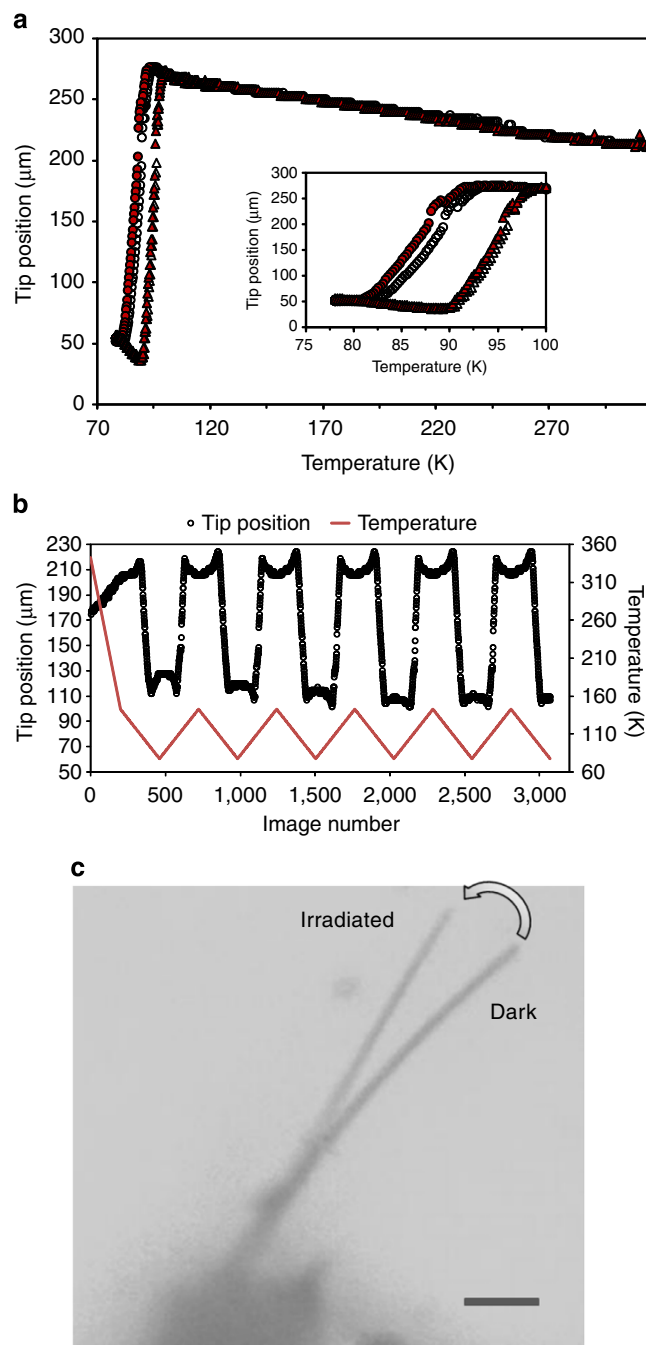 a
300
250
200
150
100
50
0
Tip position (μm)
70 120 170 220 270
Temperature (K)
300
250
200
150
100
50
0
Tip position (μm)
75 80 85 90 95 100
Temperature (K)
b
Tip position Temperature
230
210
190
170
150
130
110
90
70
50
Tip position (μm)
360
310
260
210
160
110
60
Temperature (K)
0 500 1,000 1,500 2,000 2,500 3,000
Image number
c
Irradiated
Dark